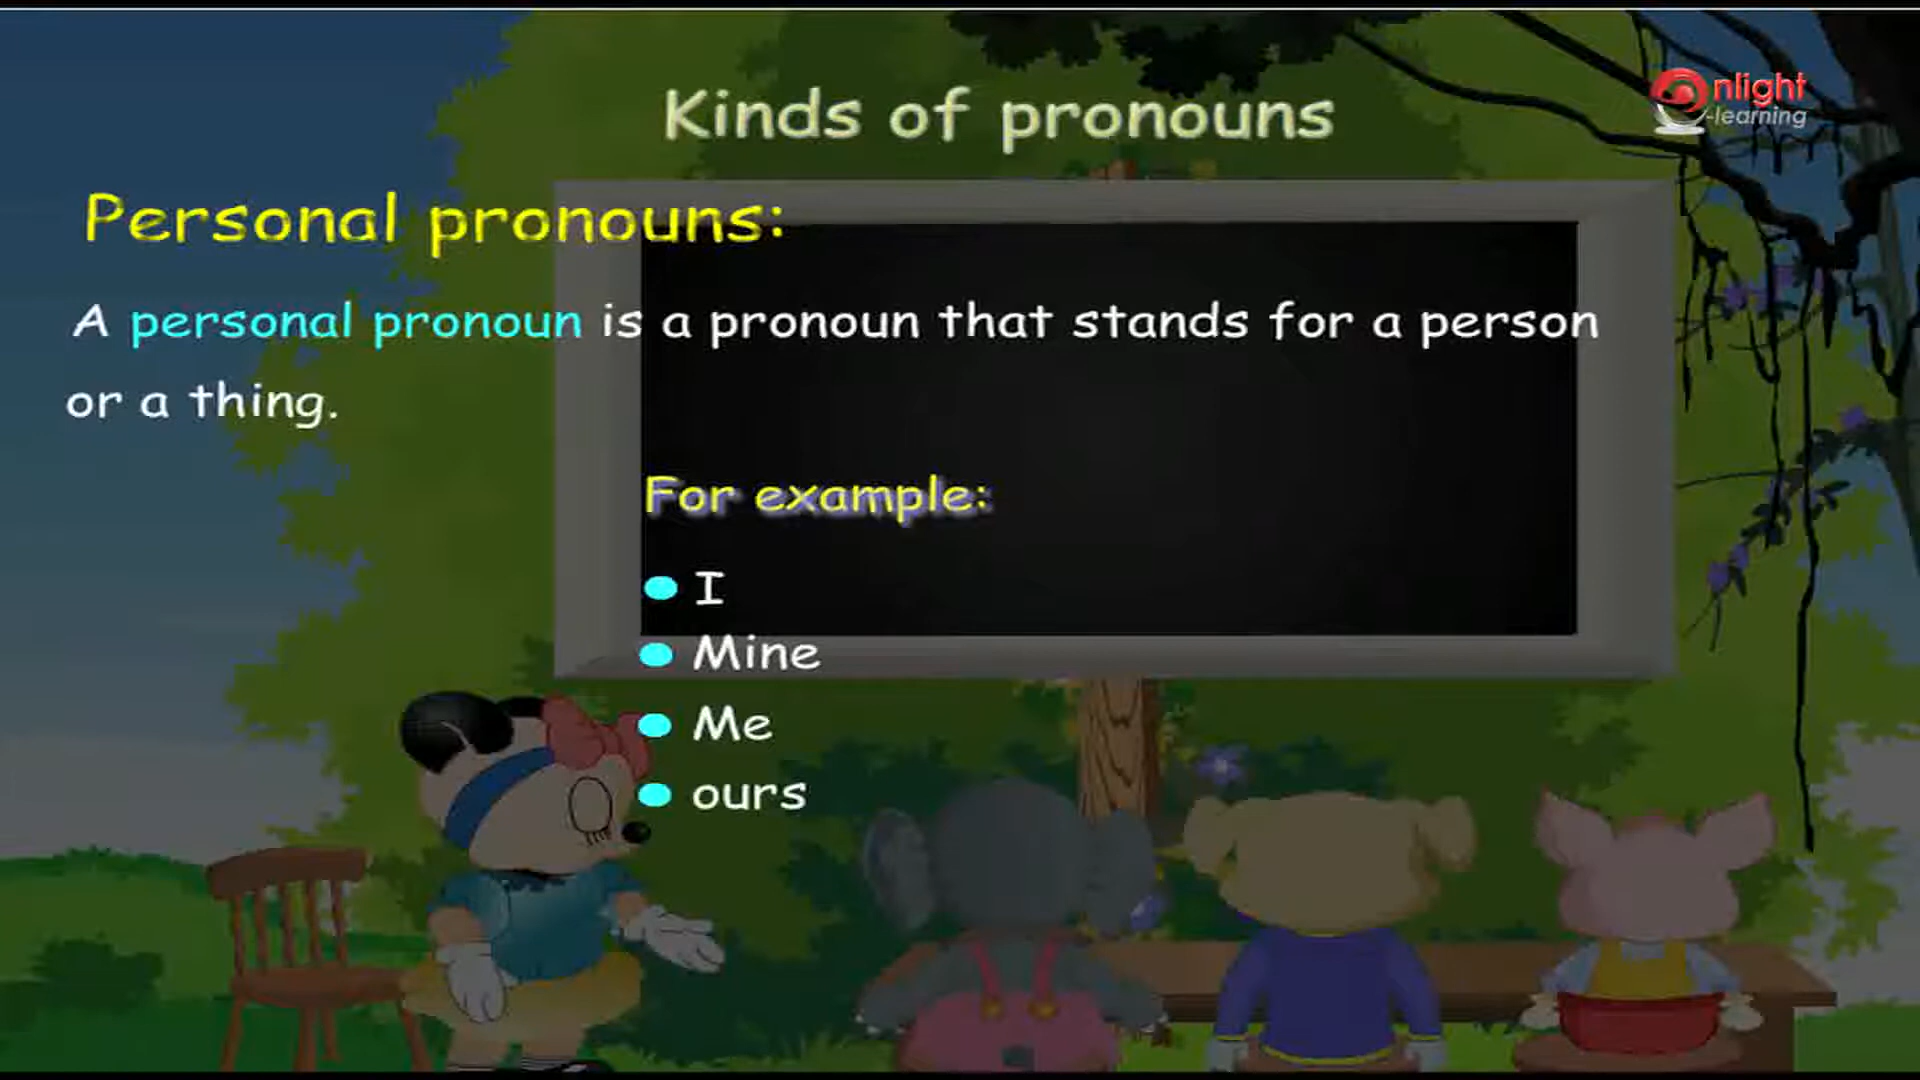 Kinds of pronouns
nlight
-learning
Personal pronouns:
A personal pronoun is a pronoun that stands for a person
or a thing.
For example:
I
Mine
Me
ours